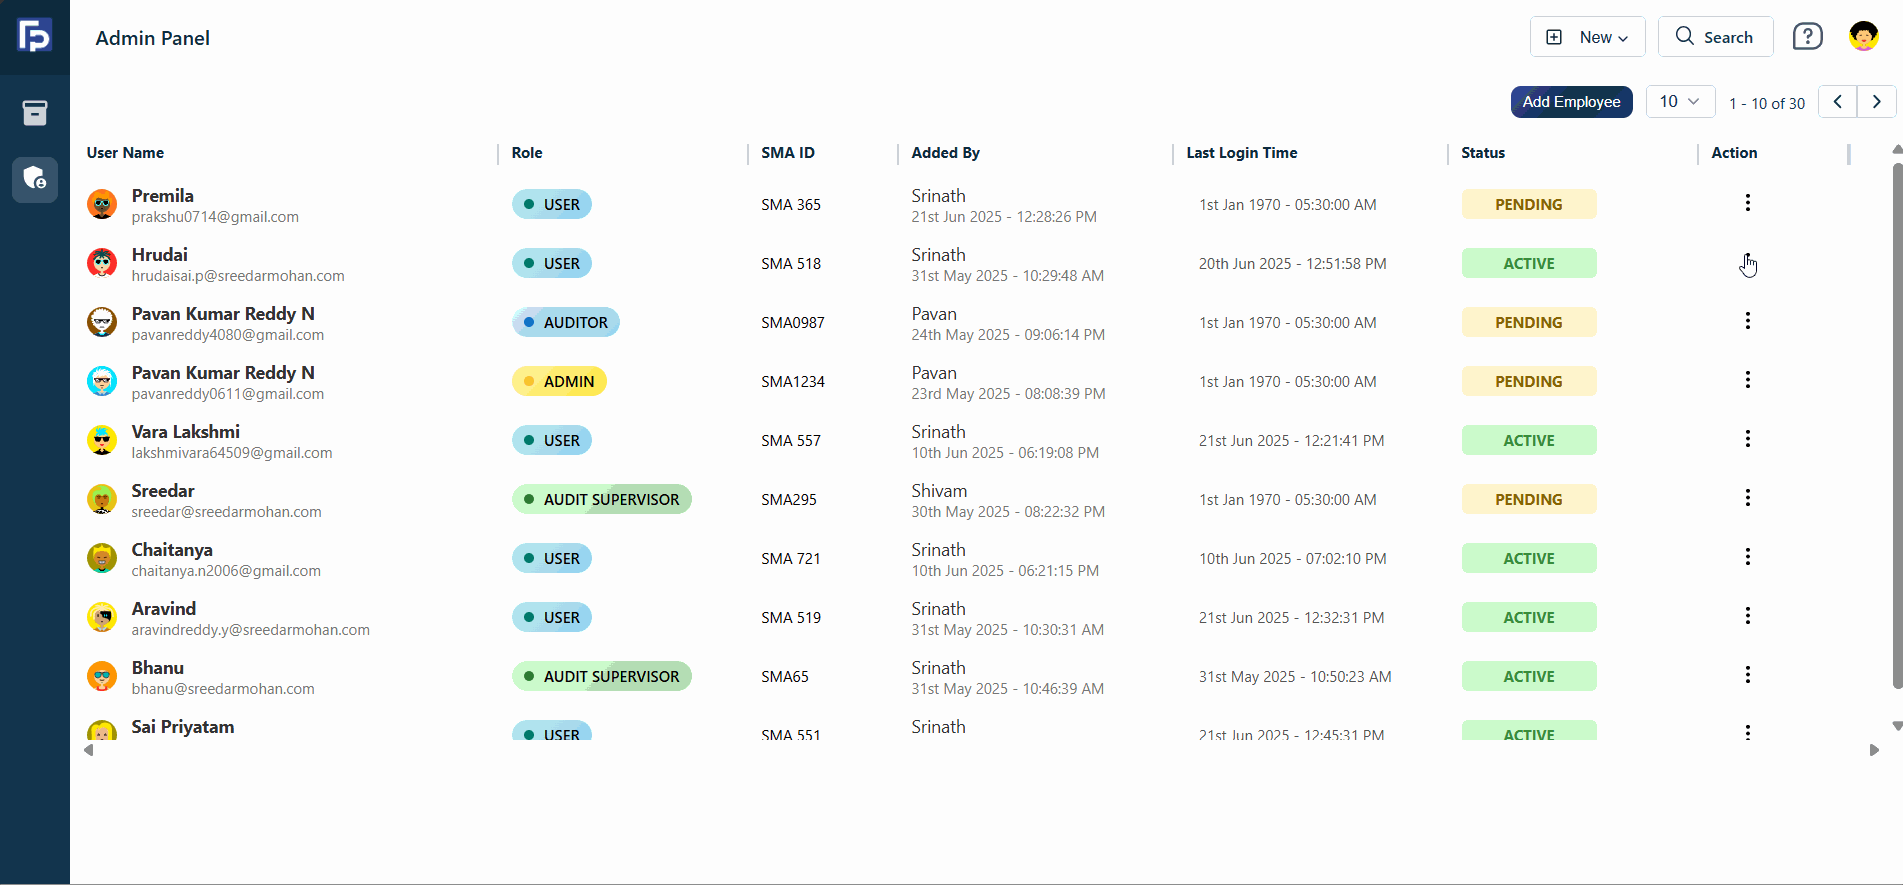 Admin Panel
New
Search
Add Employee
10
1 - 10 of 30
User Name Role SMA ID Added By Last Login Time Status Action
Premila
prakshu0714@gmail.com
USER
SMA 365
Srinath
21st Jun 2025 - 12:28:26 PM
1st Jan 1970 - 05:30:00 AM
PENDING
Hrudai
hrudaisai.p@sreedarmohan.com
USER
SMA 518
Srinath
31st May 2025 - 10:29:48 AM
20th Jun 2025 - 12:51:58 PM
ACTIVE
Pavan Kumar Reddy N
pavanreddy4080@gmail.com
AUDITOR
SMA0987
Pavan
24th May 2025 - 09:06:14 PM
1st Jan 1970 - 05:30:00 AM
PENDING
Pavan Kumar Reddy N
pavanreddy0611@gmail.com
ADMIN
SMA1234
Pavan
23rd May 2025 - 08:08:39 PM
1st Jan 1970 - 05:30:00 AM
PENDING
Vara Lakshmi
lakshmivara64509@gmail.com
USER
SMA 557
Srinath
10th Jun 2025 - 06:19:08 PM
21st Jun 2025 - 12:21:41 PM
ACTIVE
Sreedar
sreedar@sreedarmohan.com
AUDIT SUPERVISOR
SMA295
Shivam
30th May 2025 - 08:22:32 PM
1st Jan 1970 - 05:30:00 AM
PENDING
Chaitanya
chaitanya.n2006@gmail.com
USER
SMA 721
Srinath
10th Jun 2025 - 06:21:15 PM
10th Jun 2025 - 07:02:10 PM
ACTIVE
Aravind
aravindreddy.y@sreedarmohan.com
USER
SMA 519
Srinath
31st May 2025 - 10:30:31 AM
21st Jun 2025 - 12:32:31 PM
ACTIVE
Bhanu
bhanu@sreedarmohan.com
AUDIT SUPERVISOR
SMA65
Srinath
31st May 2025 - 10:46:39 AM
31st May 2025 - 10:50:23 AM
ACTIVE
Sai Priyatam
USER
SMA 551
Srinath
21st Jun 2025 - 12:45:31 PM
ACTIVE